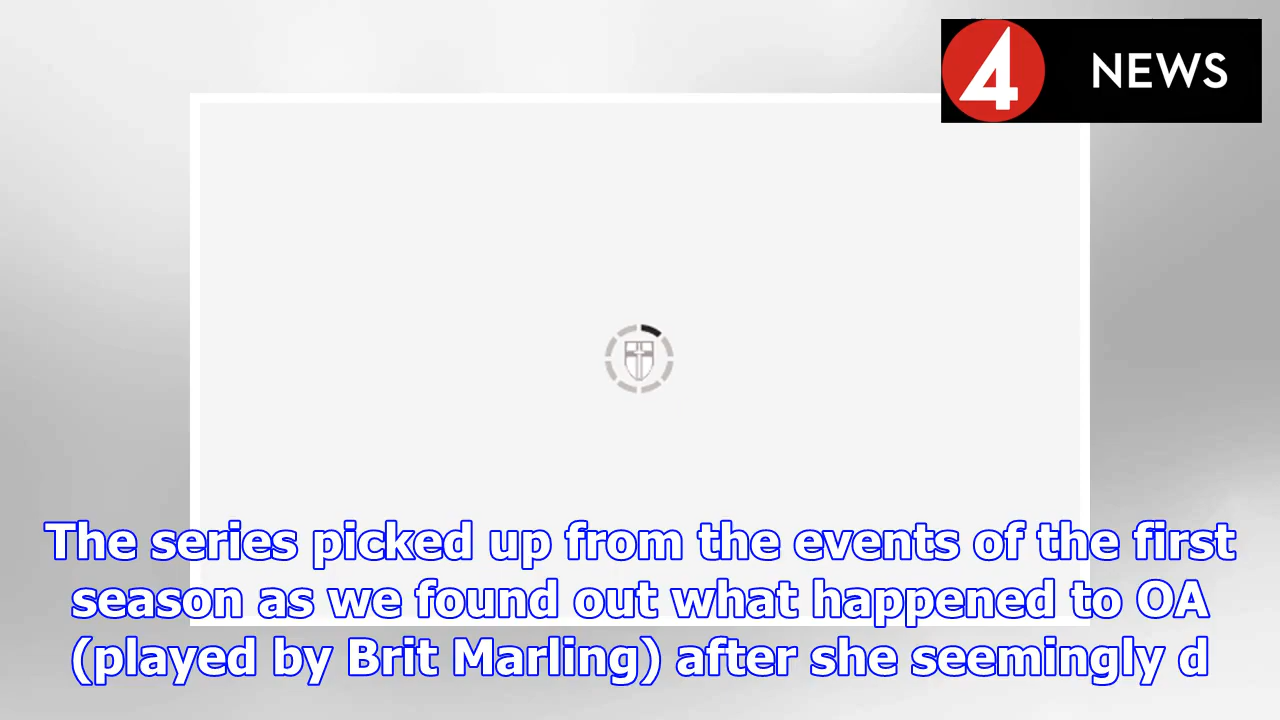 4 NEWS
The series picked up from the events of the first
season as we found out what happened to OA
(played by Brit Marling) after she seemingly d